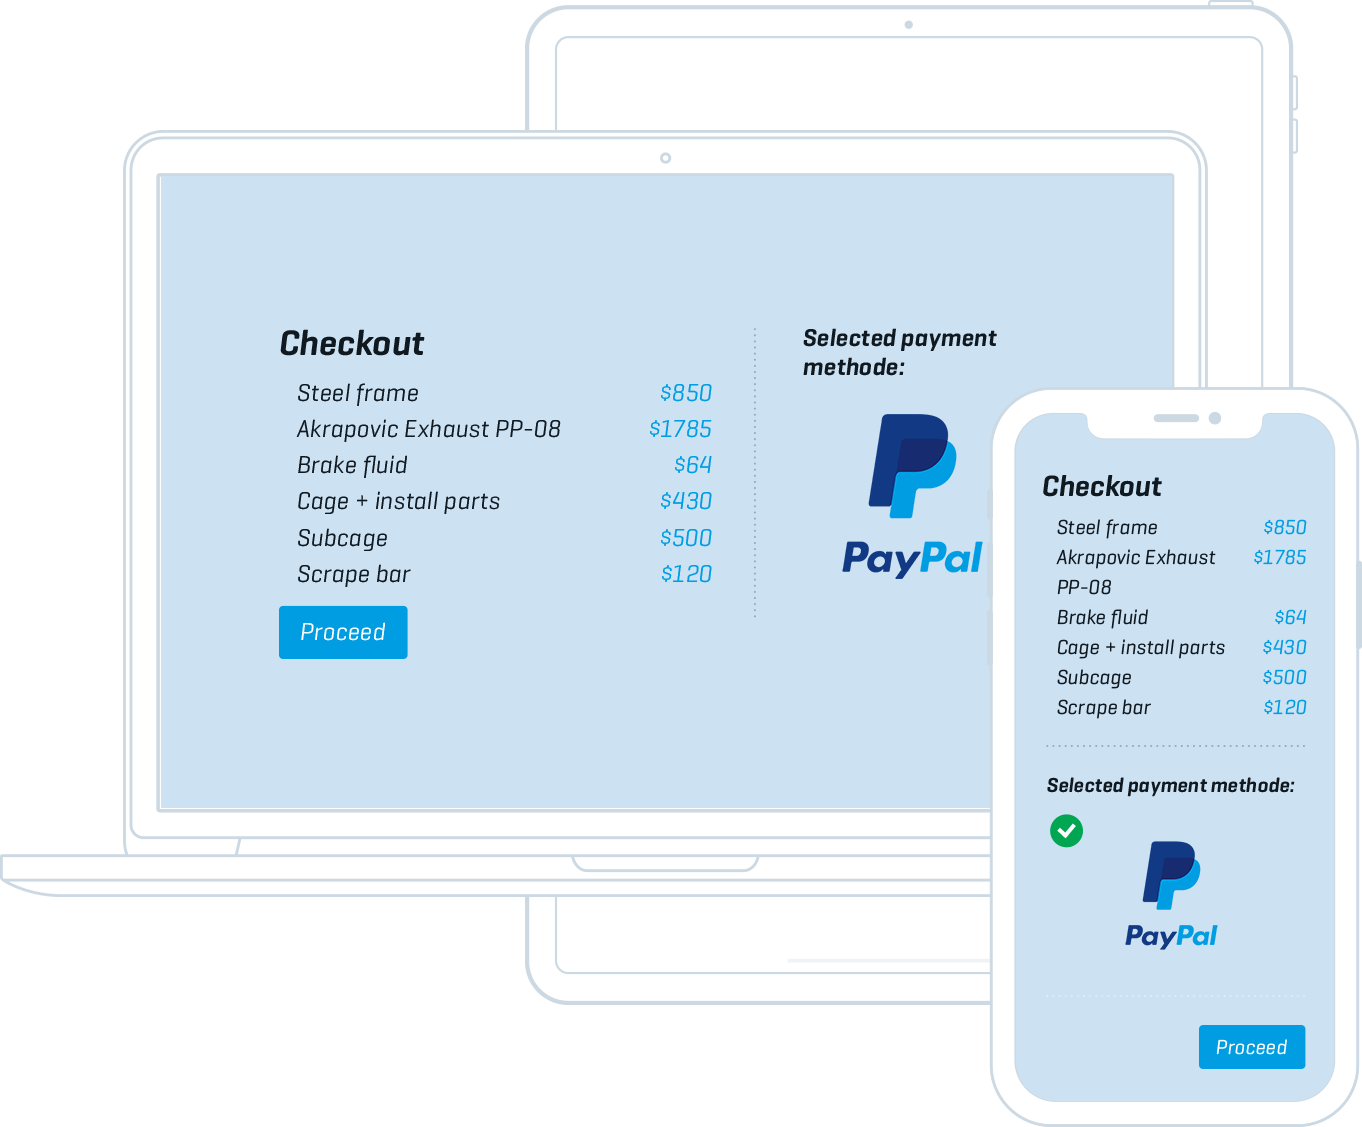 Checkout
Steel frame $850
Akrapovic Exhaust PP-08 $1785
Brake fluid $64
Cage + install parts $430
Subcage $500
Scrape bar $120
Proceed
Selected payment
methode:
PayPal
Checkout
Steel frame $850
Akrapovic Exhaust $1785
PP-08
Brake fluid $64
Cage + install parts $430
Subcage $500
Scrape bar $120
Selected payment methode:
PayPal
Proceed